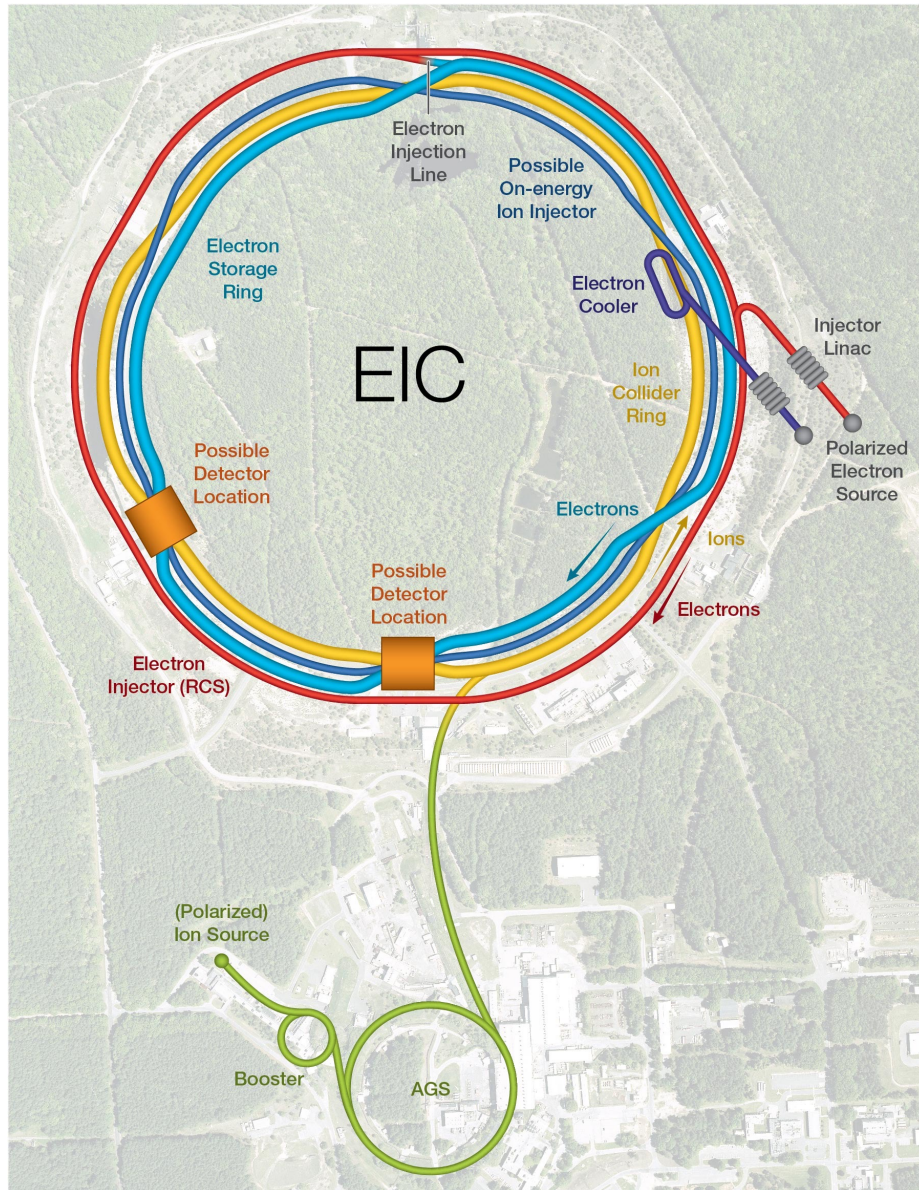 Electron
Injection
Line
Possible
On-energy
Ion Injector
Electron
Storage
Ring
Electron
Cooler
Injector
Linac
EIC
Ion
Collider
Ring
Polarized
Electron
Source
Possible
Detector
Location
Electrons
Ions
Possible
Detector
Location
Electrons
Electron
Injector (RCS)
(Polarized)
Ion Source
Booster
AGS